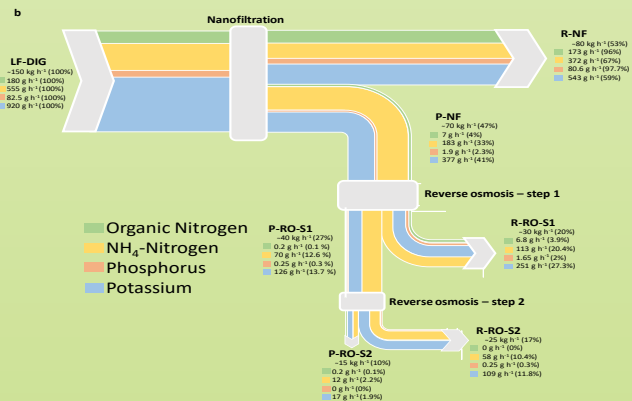 b
Nanofiltration
LF-DIG
~150 kg h⁻¹ (100%)
180 g h⁻¹ (100%)
555 g h⁻¹ (100%)
82.5 g h⁻¹ (100%)
920 g h⁻¹ (100%)
R-NF
~80 kg h⁻¹ (53%)
173 g h⁻¹ (96%)
372 g h⁻¹ (67%)
80.6 g h⁻¹ (97.7%)
543 g h⁻¹ (59%)
P-NF
~70 kg h⁻¹ (47%)
7 g h⁻¹ (4%)
183 g h⁻¹ (33%)
1.9 g h⁻¹ (2.3%)
377 g h⁻¹ (41%)
Reverse osmosis – step 1
Organic Nitrogen
NH₄-Nitrogen
Phosphorus
Potassium
P-RO-S1
~40 kg h⁻¹ (27%)
0.2 g h⁻¹ (0.1 %)
70 g h⁻¹ (12.6 %)
0.25 g h⁻¹ (0.3 %)
126 g h⁻¹ (13.7 %)
R-RO-S1
~30 kg h⁻¹ (20%)
6.8 g h⁻¹ (3.9%)
113 g h⁻¹ (20.4%)
1.65 g h⁻¹ (2%)
251 g h⁻¹ (27.3%)
Reverse osmosis – step 2
R-RO-S2
~25 kg h⁻¹ (17%)
0 g h⁻¹ (0%)
58 g h⁻¹ (10.4%)
0.25 g h⁻¹ (0.3%)
109 g h⁻¹ (11.8%)
P-RO-S2
~15 kg h⁻¹ (10%)
0.2 g h⁻¹ (0.1%)
12 g h⁻¹ (2.2%)
0 g h⁻¹ (0%)
17 g h⁻¹ (1.9%)